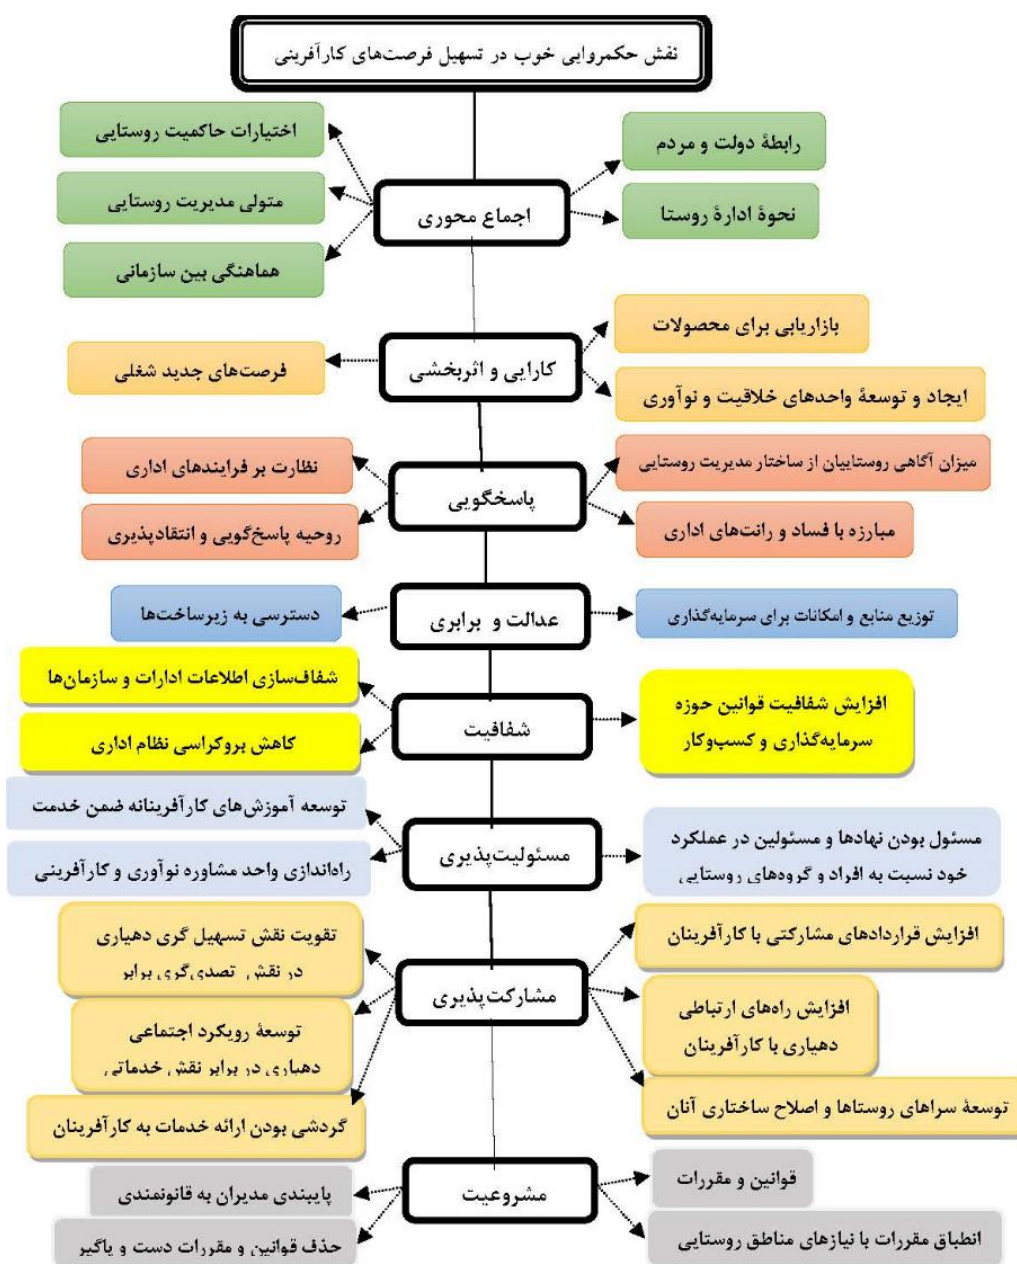 نقش حکمروایی خوب در تسهیل فرصت‌های کارآفرینی
رابطهٔ دولت و مردم
نحوهٔ ادارهٔ روستا
اجماع محوری
اختیارات حاکمیت روستایی
متولی مدیریت روستایی
هماهنگی بین سازمانی
بازاریابی برای محصولات
ایجاد و توسعهٔ واحدهای خلاقیت و نوآوری
کارایی و اثربخشی
فرصت‌های جدید شغلی
میزان آگاهی روستاییان از ساختار مدیریت روستایی
مبارزه با فساد و رانت‌های اداری
پاسخگویی
نظارت بر فرایندهای اداری
روحیه پاسخ‌گویی و انتقادپذیری
توزیع منابع و امکانات برای سرمایه‌گذاری
عدالت و برابری
دسترسی به زیرساخت‌ها
افزایش شفافیت قوانین حوزه
سرمایه‌گذاری و کسب‌وکار
شفافیت
شفاف‌سازی اطلاعات ادارات و سازمان‌ها
کاهش بروکراسی نظام اداری
مسئول بودن نهادها و مسئولین در عملکرد
خود نسبت به افراد و گروه‌های روستایی
مسئولیت‌پذیری
توسعه آموزش‌های کارآفرینانه ضمن خدمت
راه‌اندازی واحد مشاوره نوآوری و کارآفرینی
افزایش قراردادهای مشارکتی با کارآفرینان
افزایش راه‌های ارتباطی
دهیاری با کارآفرینان
توسعهٔ سراهای روستاها و اصلاح ساختاری آنان
مشارکت‌پذیری
تقویت نقش تسهیل گری دهیاری
در نقش تصدی‌گری برابر
توسعهٔ رویکرد اجتماعی
دهیاری در برابر نقش خدماتی
گردشی بودن ارائه خدمات به کارآفرینان
قوانین و مقررات
انطباق مقررات با نیازهای مناطق روستایی
مشروعیت
پایبندی مدیران به قانونمندی
حذف قوانین و مقررات دست و پاگیر